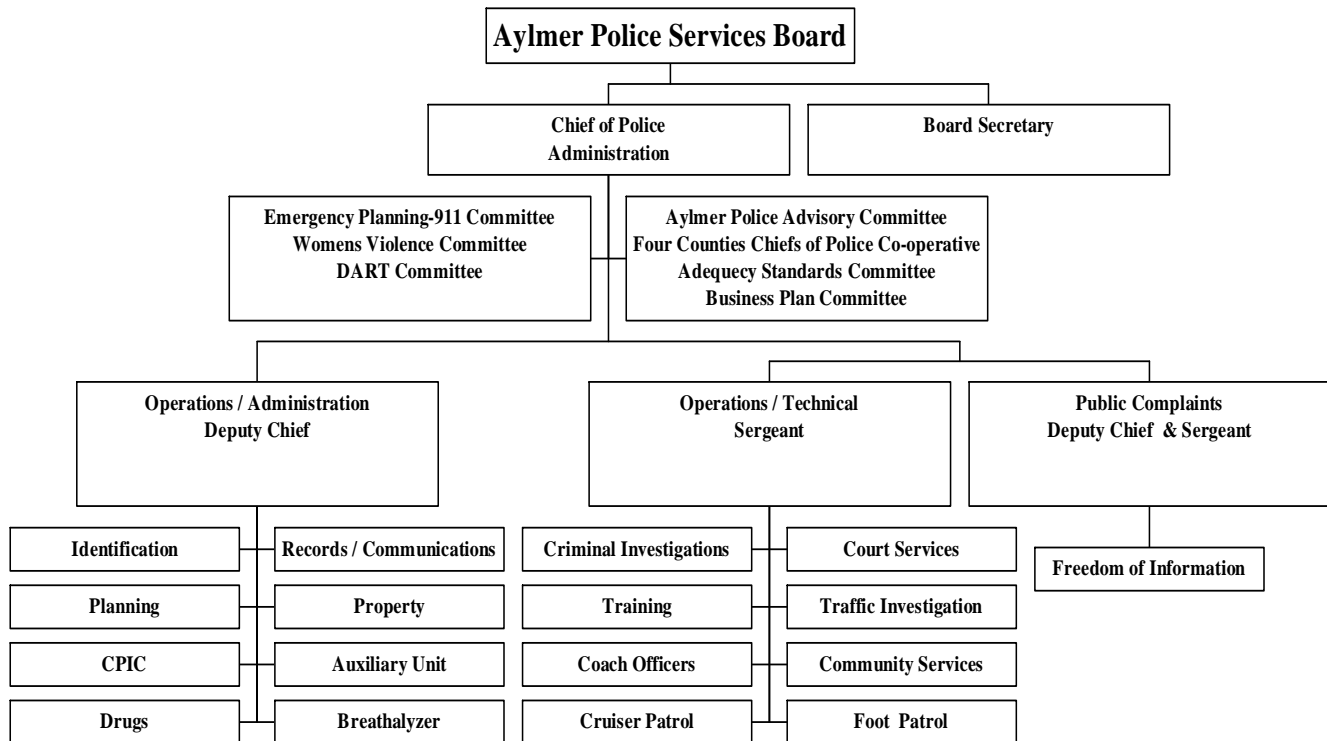 Aylmer Police Services Board
Chief of Police
Administration
Board Secretary
Emergency Planning-911 Committee
Womens Violence Committee
DART Committee
Aylmer Police Advisory Committee
Four Counties Chiefs of Police Co-operative
Adequecy Standards Committee
Business Plan Committee
Operations / Administration
Deputy Chief
Operations / Technical
Sergeant
Public Complaints
Deputy Chief & Sergeant
Identification
Records / Communications
Planning
Property
CPIC
Auxiliary Unit
Drugs
Breathalyzer
Criminal Investigations
Court Services
Training
Traffic Investigation
Coach Officers
Community Services
Cruiser Patrol
Foot Patrol
Freedom of Information